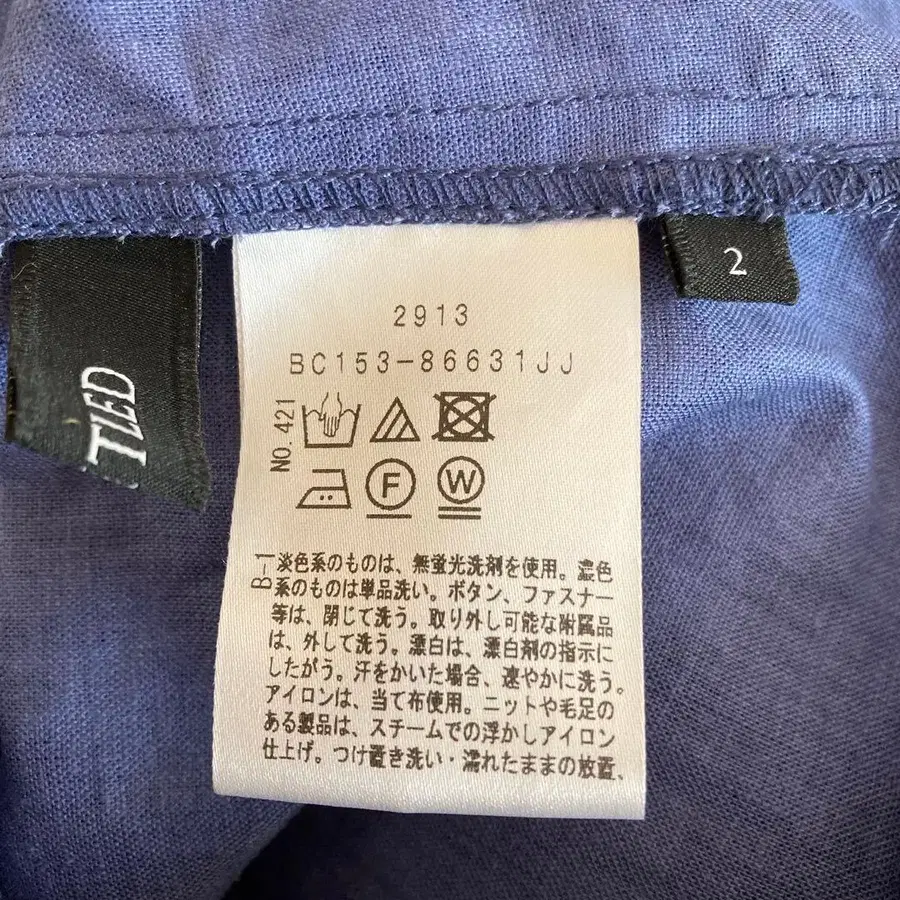 2
2913
BC153-86631JJ
NO.421
F
W
TLED
B-1
淡色系のものは、無蛍光洗剤を使用。濃色
系のものは単品洗い。ボタン、ファスナー
等は、閉じて洗う。取り外し可能な附属品
は、外して洗う。漂白は、漂白剤の指示に
したがう。汗をかいた場合、速やかに洗う。
アイロンは、当て布使用。ニットや毛足の
ある製品は、スチームでの浮かしアイロン
仕上げ。つけ置き洗い・濡れたままの放置、